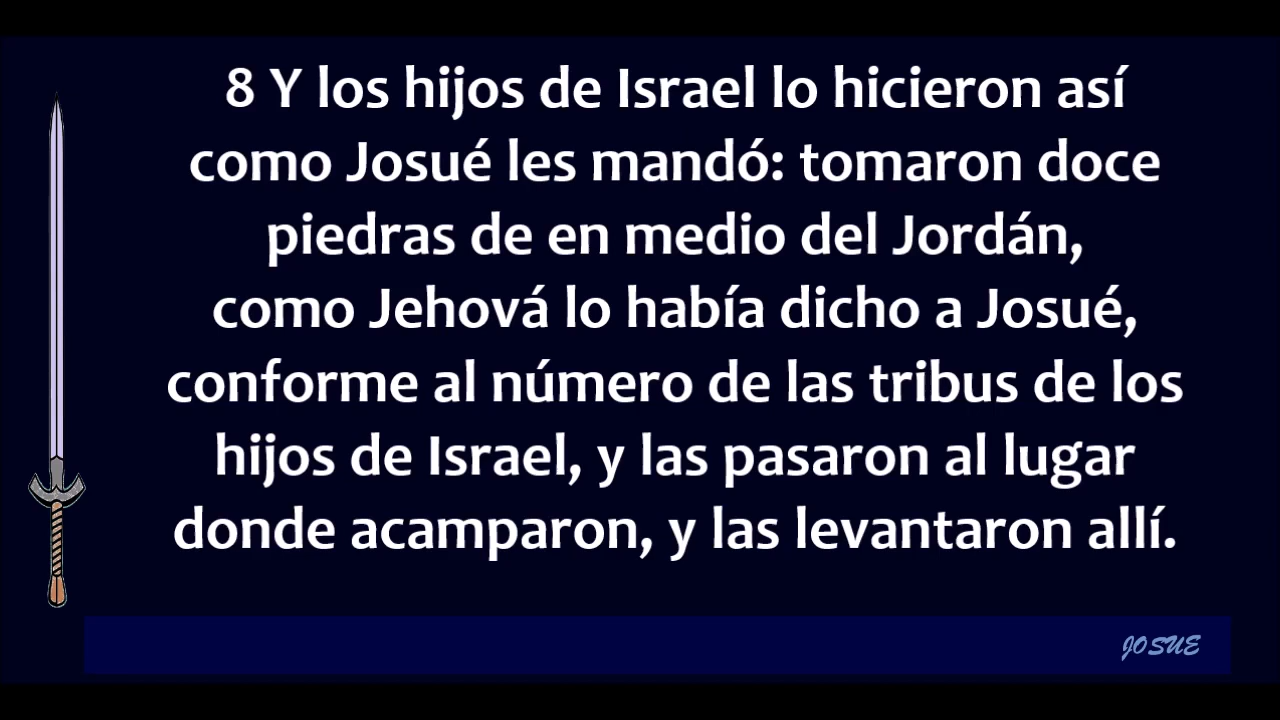 8 Y los hijos de Israel lo hicieron así
como Josué les mandó: tomaron doce
piedras de en medio del Jordán,
como Jehová lo había dicho a Josué,
conforme al número de las tribus de los
hijos de Israel, y las pasaron al lugar
donde acamparon, y las levantaron allí.
JOSUE